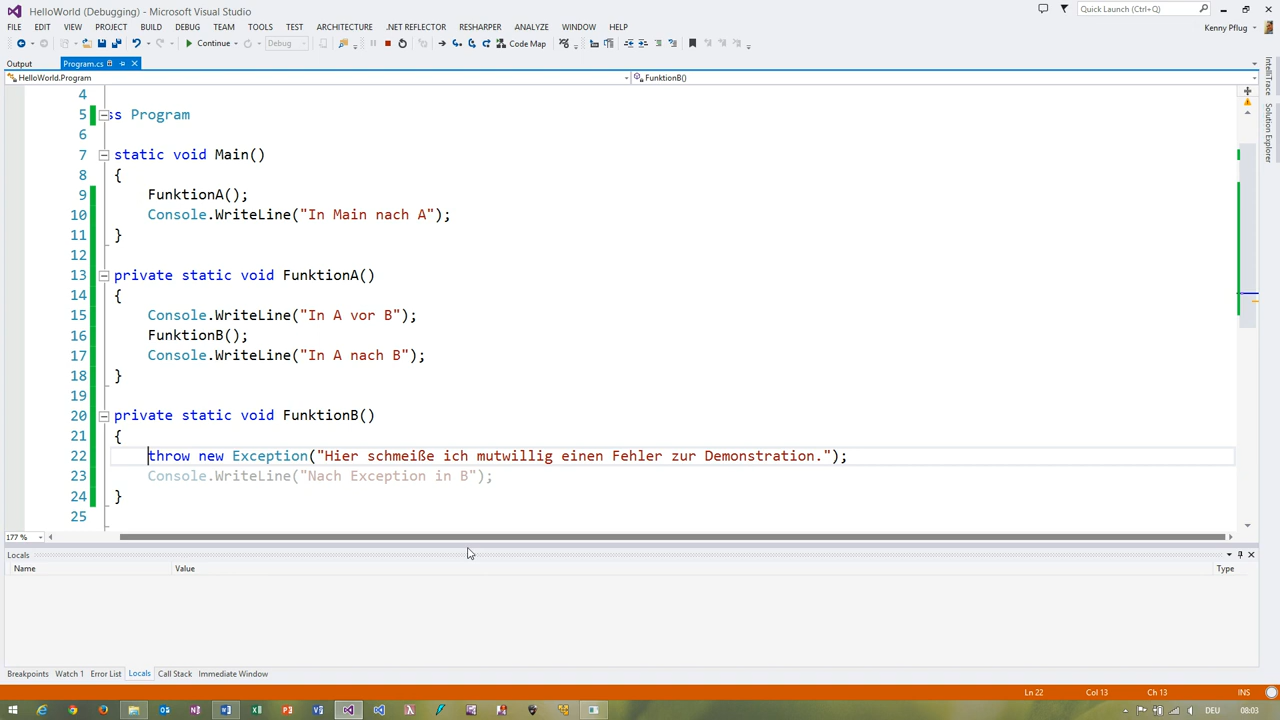 HelloWorld (Debugging) - Microsoft Visual Studio
Quick Launch (Ctrl+Q)
FILE EDIT VIEW PROJECT BUILD DEBUG TEAM TOOLS TEST ARCHITECTURE .NET REFLECTOR RESHARPER ANALYZE WINDOW HELP
Kenny Pflug
Continue Debug Code Map
Output Program.cs
HelloWorld.Program FunktionB()
4
5 ss Program
6
7 static void Main()
8 {
9 FunktionA();
10 Console.WriteLine("In Main nach A");
11 }
12
13 private static void FunktionA()
14 {
15 Console.WriteLine("In A vor B");
16 FunktionB();
17 Console.WriteLine("In A nach B");
18 }
19
20 private static void FunktionB()
21 {
22 throw new Exception("Hier schmeiße ich mutwillig einen Fehler zur Demonstration.");
23 Console.WriteLine("Nach Exception in B");
24 }
25
IntelliTrace
Solution Explorer
177 %
Locals
Name Value Type
Breakpoints Watch 1 Error List Locals Call Stack Immediate Window
Ln 22 Col 13 Ch 13 INS
DEU 08:03